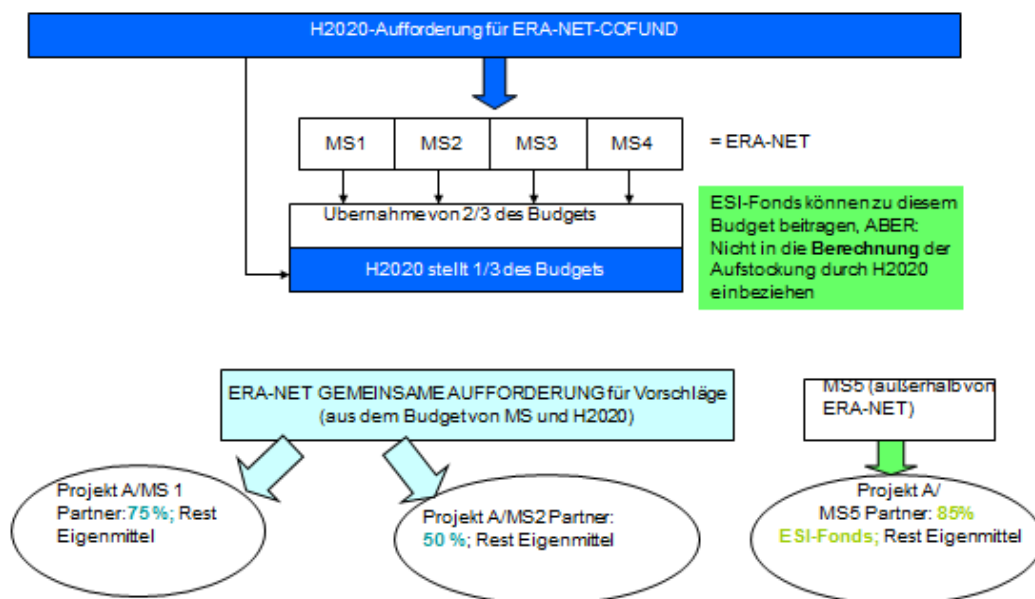 H2020-Aufforderung für ERA-NET-COFUND
MS1 MS2 MS3 MS4 = ERA-NET
Übernahme von 2/3 des Budgets
H2020 stellt 1/3 des Budgets
ESI-Fonds können zu diesem
Budget beitragen, ABER:
Nicht in die Berechnung der
Aufstockung durch H2020
einbeziehen
ERA-NET GEMEINSAME AUFFORDERUNG für Vorschläge
(aus dem Budget von MS und H2020)
MS5 (außerhalb von
ERA-NET)
Projekt A/MS 1
Partner:75 %; Rest
Eigenmittel
Projekt A/MS2 Partner:
50 %; Rest Eigenmittel
Projekt A/
MS5 Partner: 85%
ESI-Fonds; Rest Eigenmittel